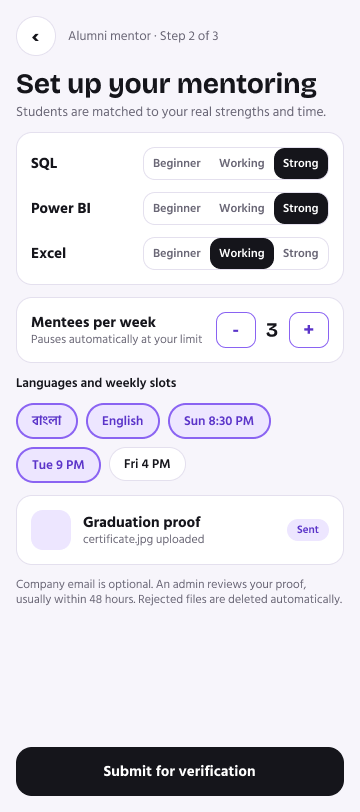 ‹
Alumni mentor · Step 2 of 3
Set up your mentoring
Students are matched to your real strengths and time.
SQL Beginner Working Strong
Power BI Beginner Working Strong
Excel Beginner Working Strong
Mentees per week
Pauses automatically at your limit
- 3 +
Languages and weekly slots
বাংলা English Sun 8:30 PM
Tue 9 PM Fri 4 PM
Graduation proof
certificate.jpg uploaded
Sent
Company email is optional. An admin reviews your proof,
usually within 48 hours. Rejected files are deleted automatically.
Submit for verification